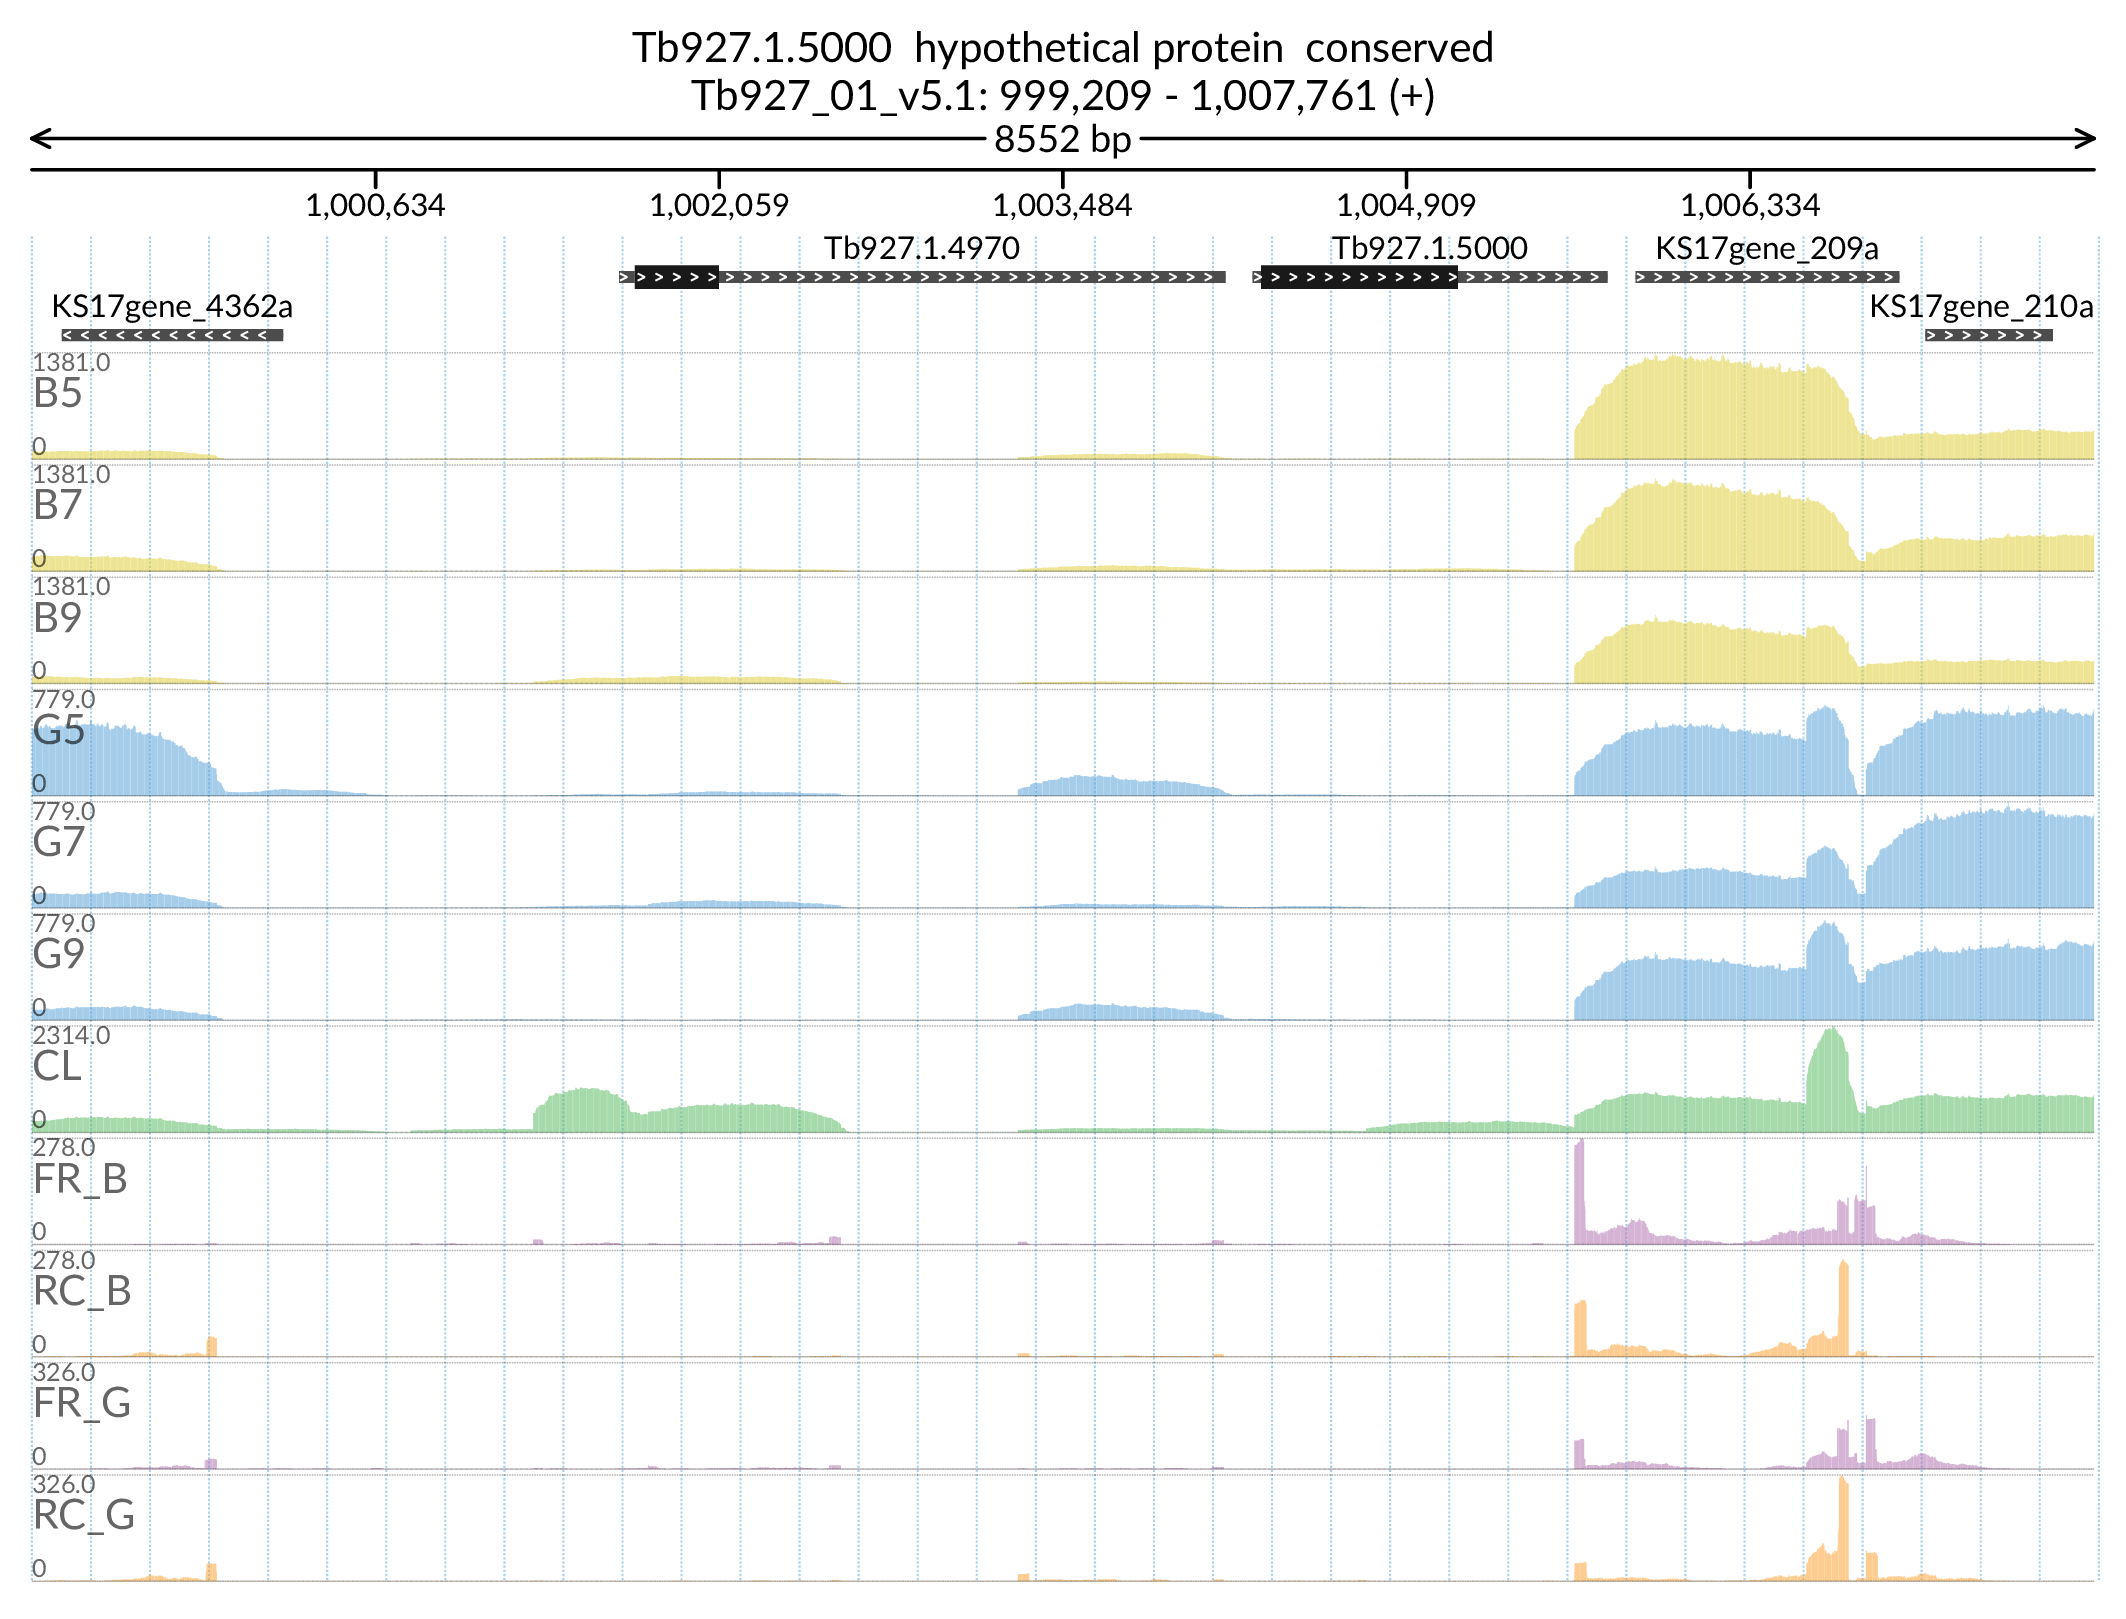 Tb927.1.5000  hypothetical protein  conserved
Tb927_01_v5.1: 999,209 - 1,007,761 (+)
8552 bp
1,000,634 1,002,059 1,003,484 1,004,909 1,006,334
Tb927.1.4970 Tb927.1.5000 KS17gene_209a
KS17gene_4362a KS17gene_210a
1381.0
B5
0
1381.0
B7
0
1381.0
B9
0
779.0
G5
0
779.0
G7
0
779.0
G9
0
2314.0
CL
0
278.0
FR_B
0
278.0
RC_B
0
326.0
FR_G
0
326.0
RC_G
0